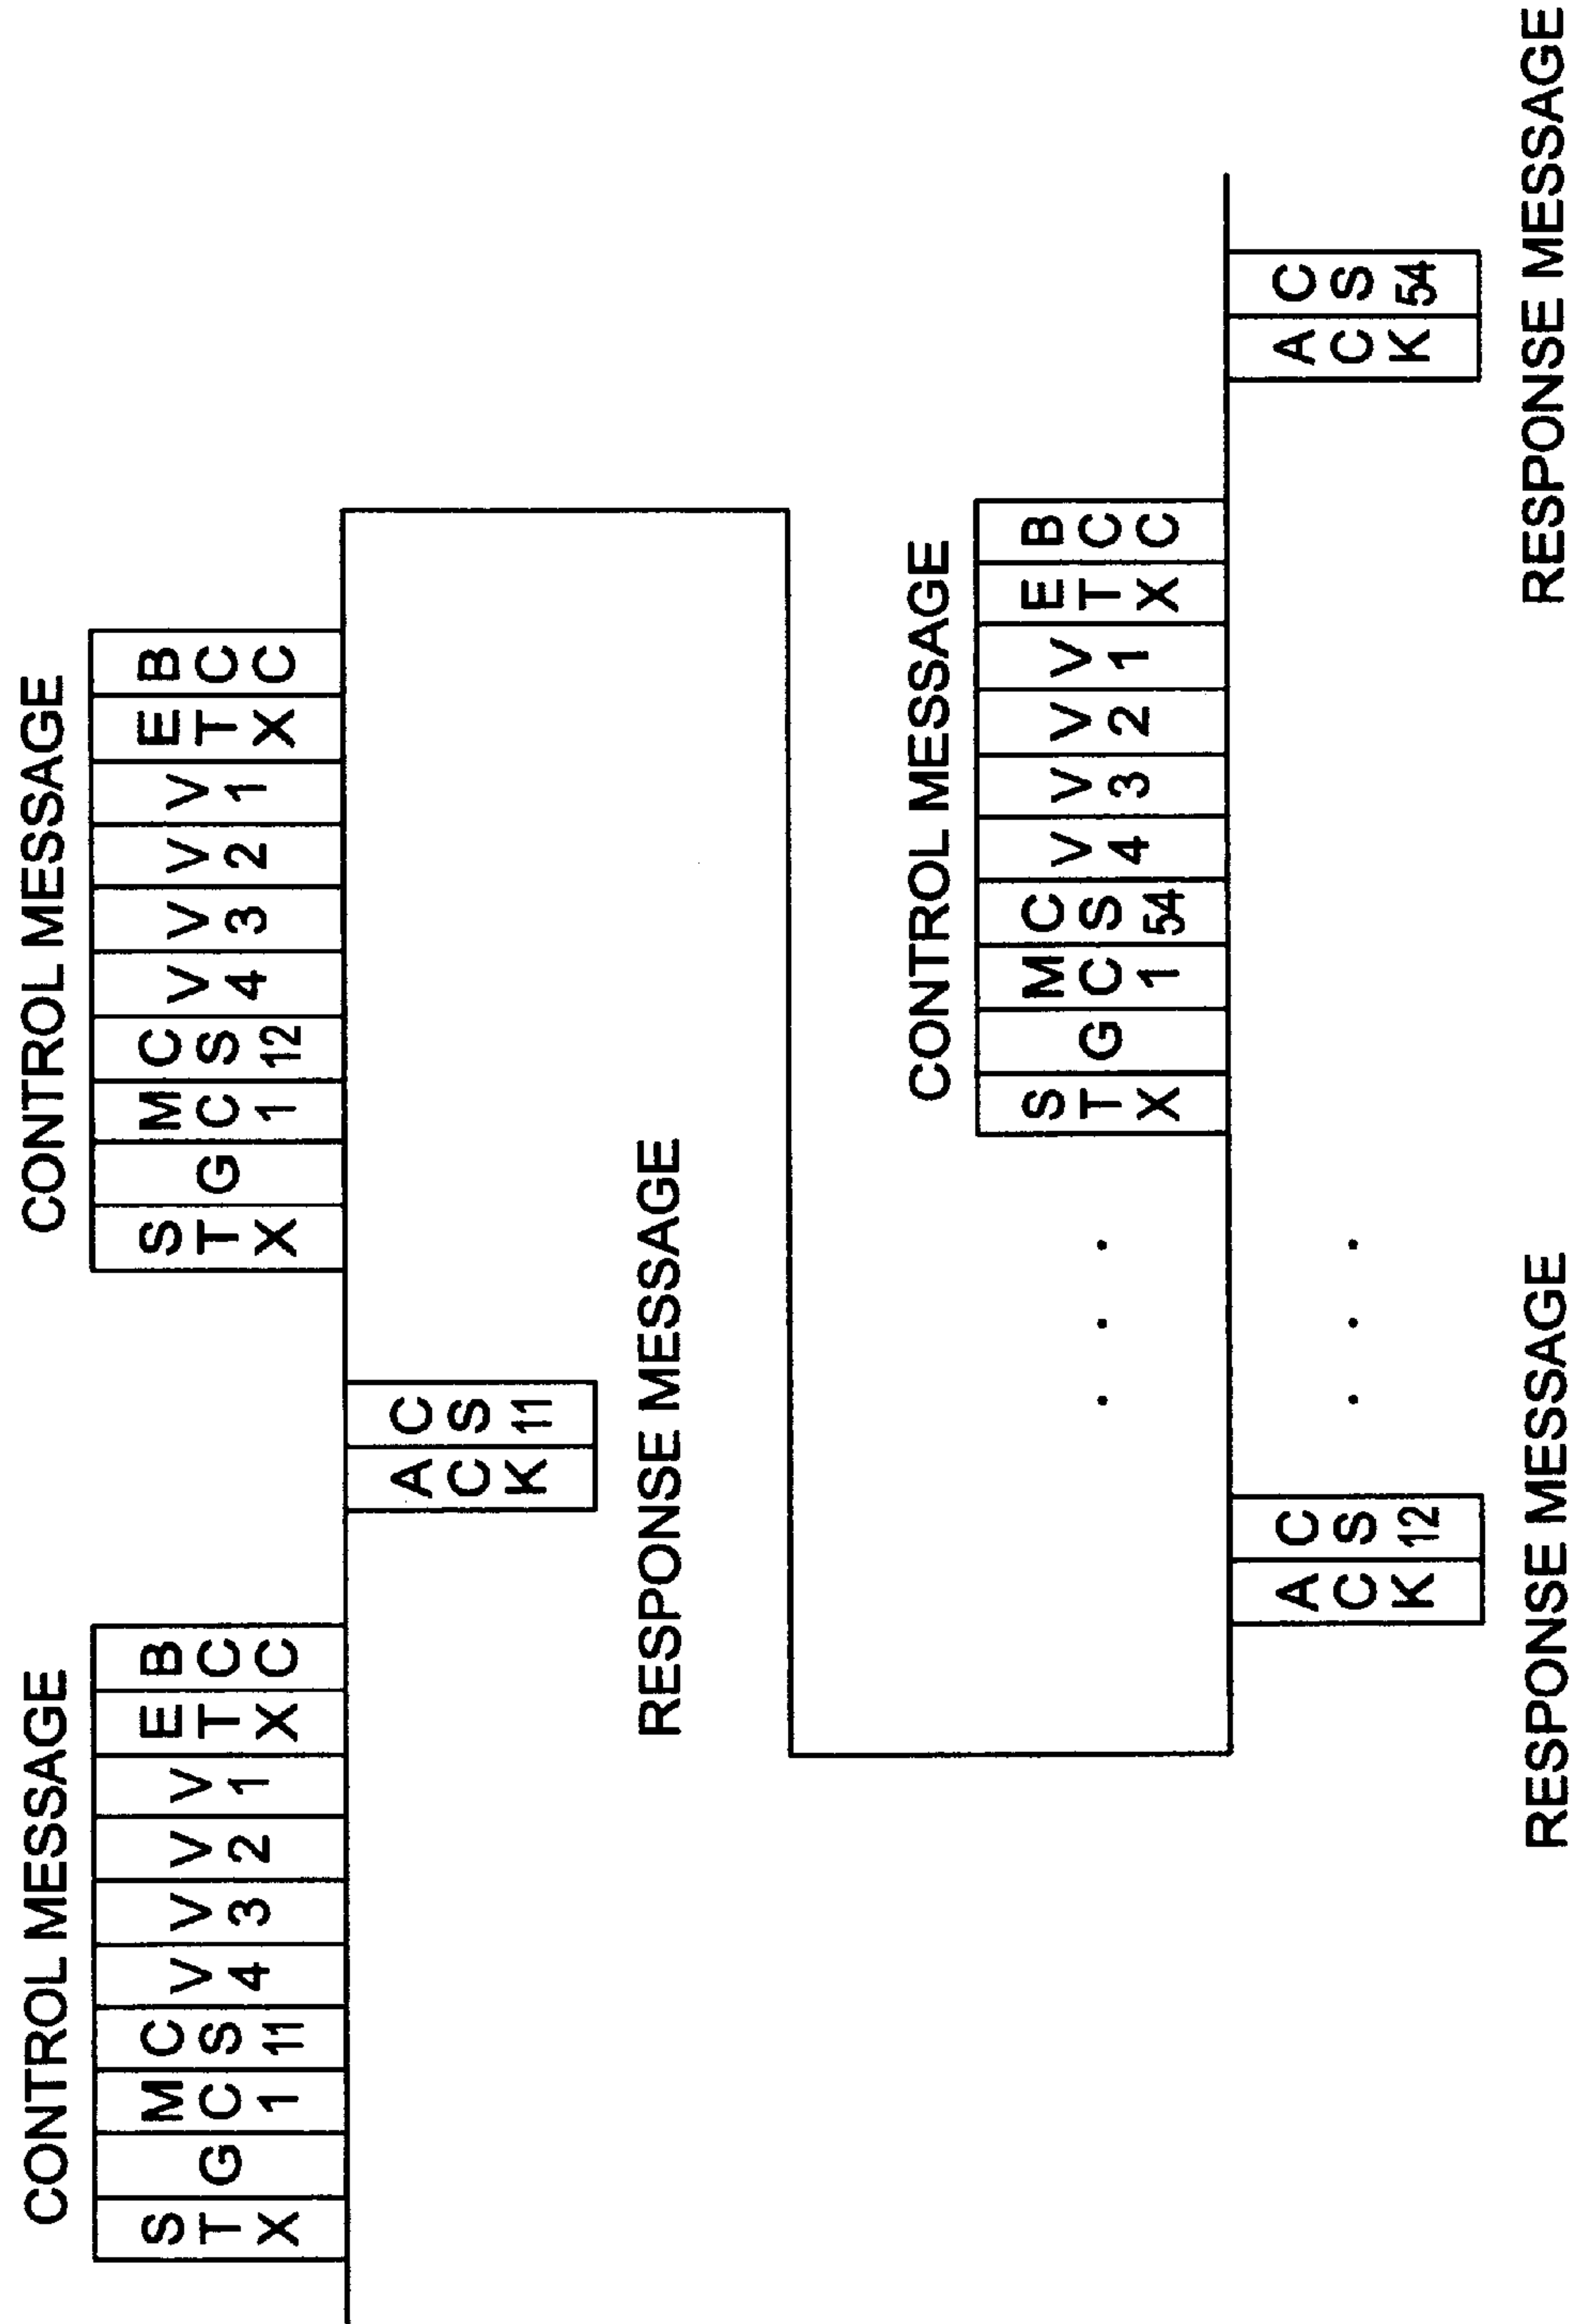 CONTROL MESSAGE
STX G MC1 CS11 V4 V3 V2 V1 ETX BCC
ACK CS11
RESPONSE MESSAGE
CONTROL MESSAGE
STX G MC1 CS12 V4 V3 V2 V1 ETX BCC
ACK CS12
RESPONSE MESSAGE
. . .
. . .
CONTROL MESSAGE
STX G MC1 CS54 V4 V3 V2 V1 ETX BCC
ACK CS54
RESPONSE MESSAGE